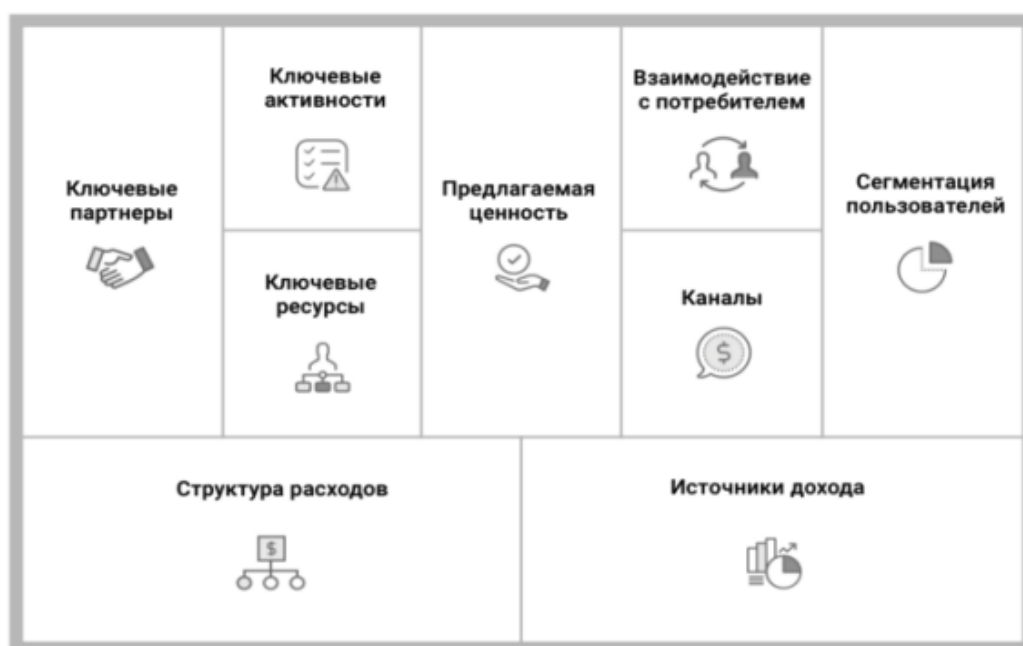 Ключевые
партнеры
Ключевые
активности
Ключевые
ресурсы
Предлагаемая
ценность
Взаимодействие
с потребителем
Каналы
$
Сегментация
пользователей
Структура расходов
$
Источники дохода